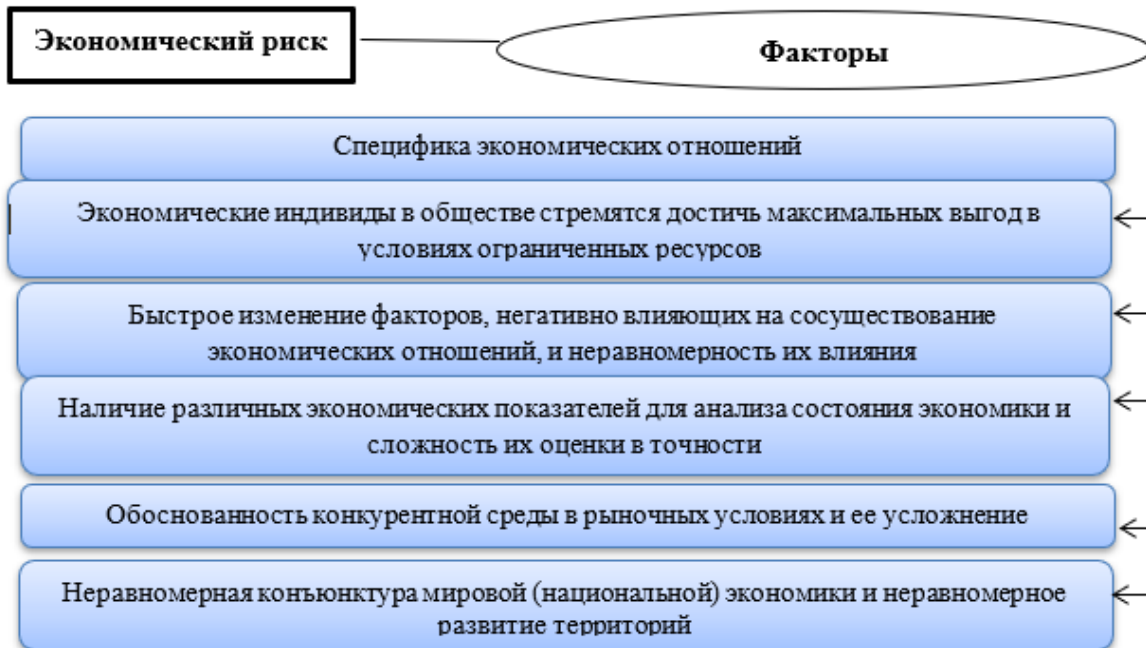 Экономический риск
Факторы
Специфика экономических отношений
Экономические индивиды в обществе стремятся достичь максимальных выгод в
условиях ограниченных ресурсов
Быстрое изменение факторов, негативно влияющих на сосуществование
экономических отношений, и неравномерность их влияния
Наличие различных экономических показателей для анализа состояния экономики и
сложность их оценки в точности
Обоснованность конкурентной среды в рыночных условиях и ее усложнение
Неравномерная конъюнктура мировой (национальной) экономики и неравномерное
развитие территорий